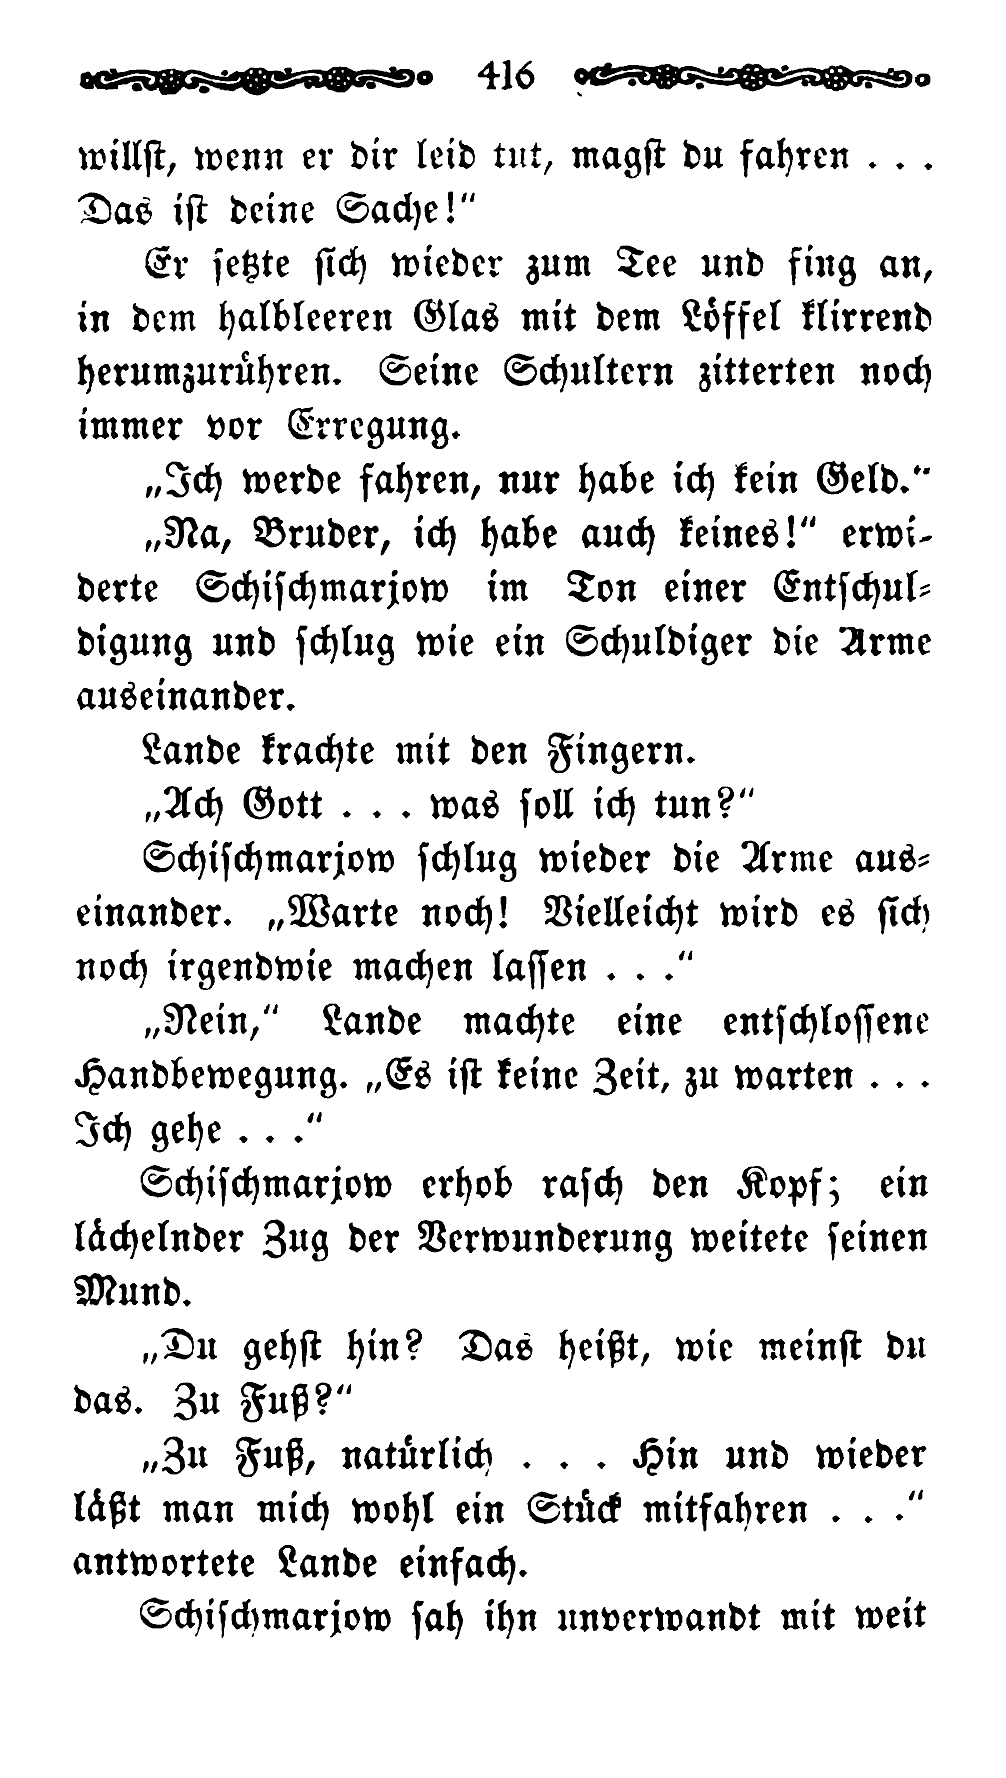 416
willst, wenn er dir leid tut, magst du fahren . . .
Das ist deine Sache!“
Er setzte sich wieder zum Tee und fing an,
in dem halbleeren Glas mit dem Löffel klirrend
herumzurühren. Seine Schultern zitterten noch
immer vor Erregung.
„Ich werde fahren, nur habe ich kein Geld.“
„Na, Bruder, ich habe auch keines!“ erwi-
derte Schischmarjow im Ton einer Entschul-
digung und schlug wie ein Schuldiger die Arme
auseinander.
Lande krachte mit den Fingern.
„Ach Gott . . . was soll ich tun?“
Schischmarjow schlug wieder die Arme aus-
einander. „Warte noch! Vielleicht wird es sich
noch irgendwie machen lassen . . .“
„Nein,“ Lande machte eine entschlossene
Handbewegung. „Es ist keine Zeit, zu warten . . .
Ich gehe . . .“
Schischmarjow erhob rasch den Kopf; ein
lächelnder Zug der Verwunderung weitete seinen
Mund.
„Du gehst hin? Das heißt, wie meinst du
das. Zu Fuß?“
„Zu Fuß, natürlich . . . Hin und wieder
läßt man mich wohl ein Stück mitfahren . . .“
antwortete Lande einfach.
Schischmarjow sah ihn unverwandt mit weit